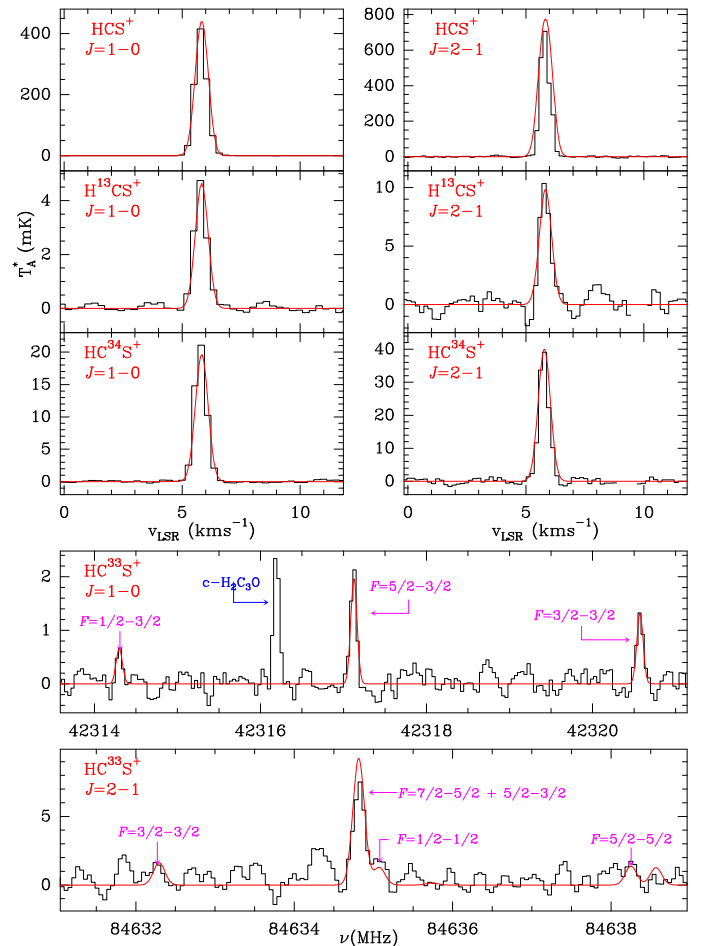 HCS⁺
J=1−0
HCS⁺
J=2−1
400
200
0
800
600
400
200
0
H¹³CS⁺
J=1−0
H¹³CS⁺
J=2−1
4
2
0
10
5
0
T*A (mK)
HC³⁴S⁺
J=1−0
HC³⁴S⁺
J=2−1
20
15
10
5
0
40
30
20
10
0
0 5 10
0 5 10
vLSR (kms⁻¹)
vLSR (kms⁻¹)
HC³³S⁺
J=1−0
2
1
0
c−H₂C₃O
F=1/2−3/2
F=5/2−3/2
F=3/2−3/2
42314 42316 42318 42320
HC³³S⁺
J=2−1
5
0
F=3/2−3/2
F=7/2−5/2 + 5/2−3/2
F=1/2−1/2
F=5/2−5/2
84632 84634 84636 84638
ν(MHz)